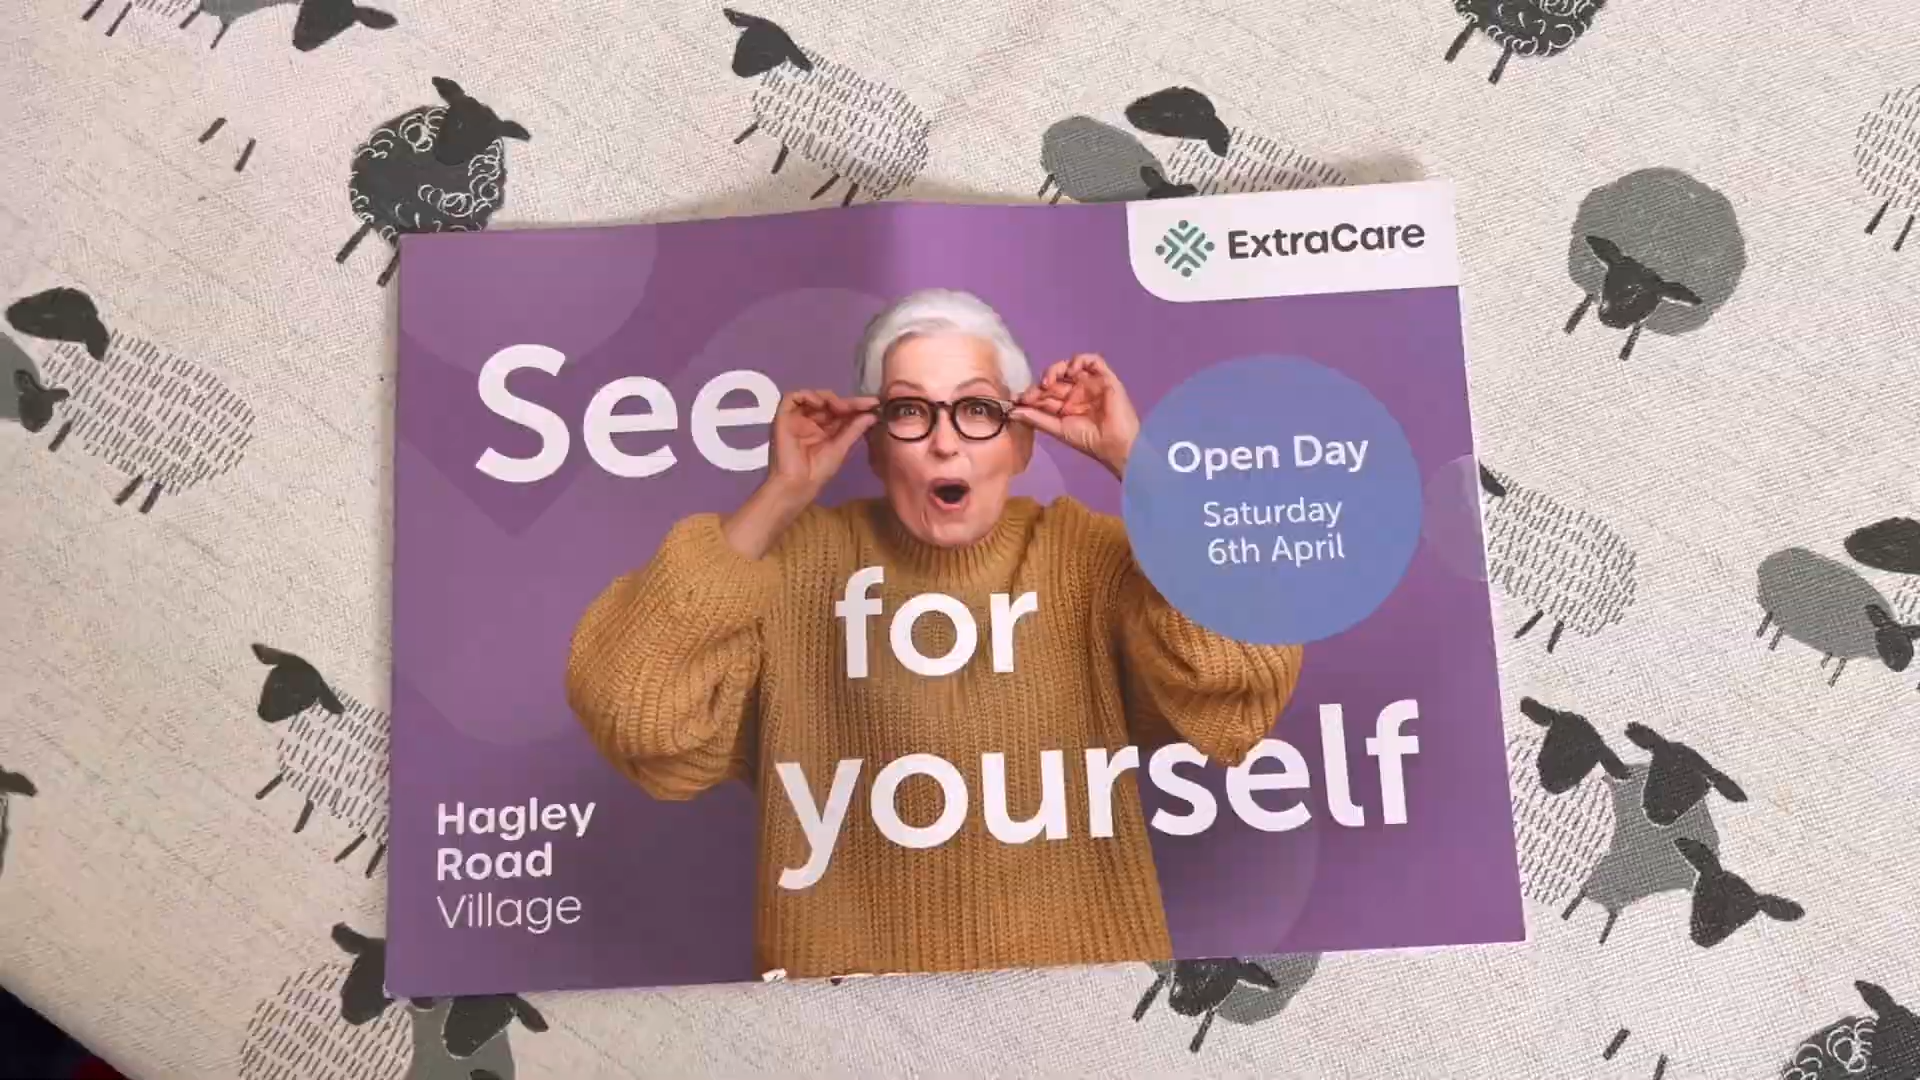 ExtraCare
See
for
yourself
Open Day
Saturday
6th April
Hagley
Road
Village